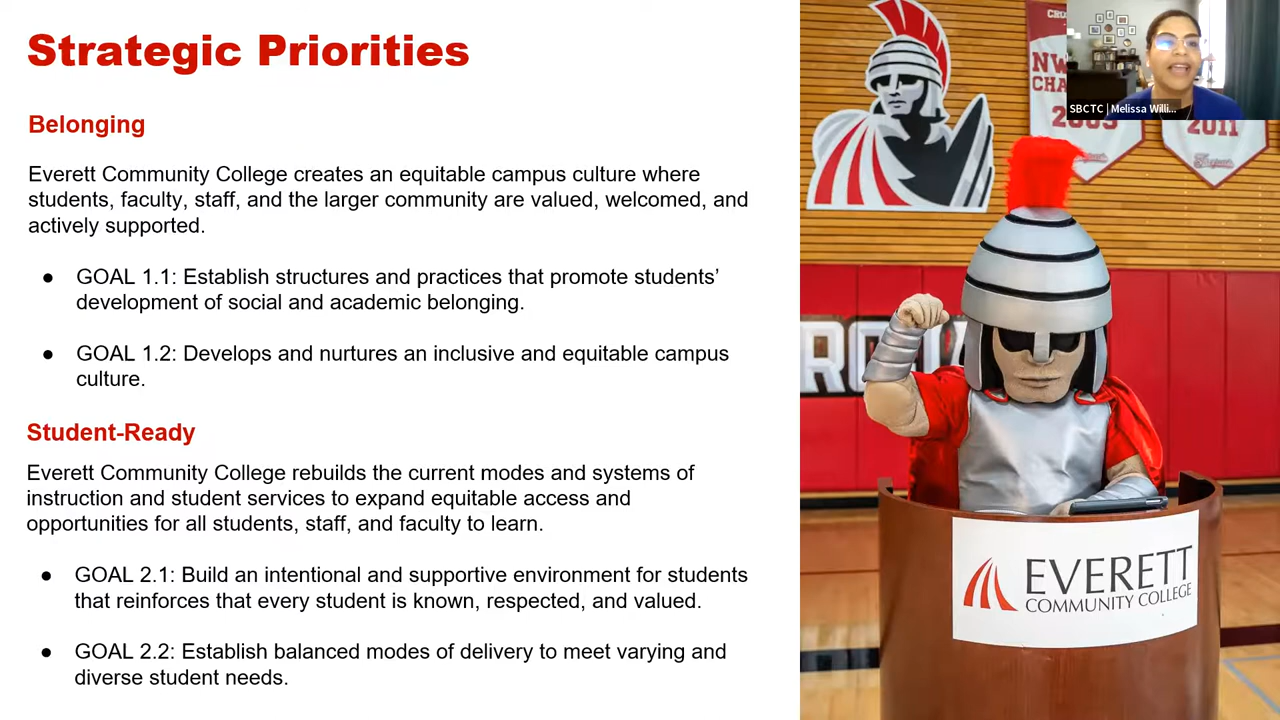 Strategic Priorities
Belonging
Everett Community College creates an equitable campus culture where
students, faculty, staff, and the larger community are valued, welcomed, and
actively supported.
● GOAL 1.1: Establish structures and practices that promote students’
development of social and academic belonging.
● GOAL 1.2: Develops and nurtures an inclusive and equitable campus
culture.
Student-Ready
Everett Community College rebuilds the current modes and systems of
instruction and student services to expand equitable access and
opportunities for all students, staff, and faculty to learn.
● GOAL 2.1: Build an intentional and supportive environment for students
that reinforces that every student is known, respected, and valued.
● GOAL 2.2: Establish balanced modes of delivery to meet varying and
diverse student needs.
SBCTC | Melissa Willi...
2011
EVERETT
COMMUNITY COLLEGE